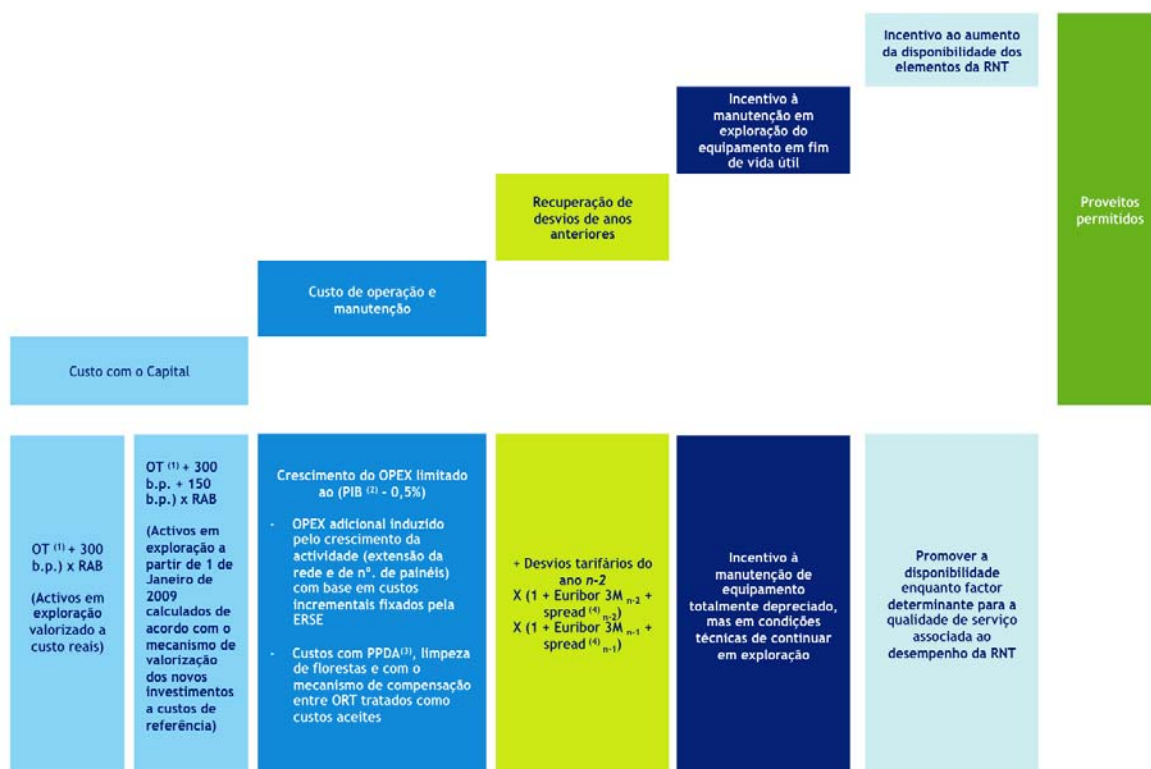 Incentivo ao aumento
da disponibilidade dos
elementos da RNT
Incentivo à
manutenção em
exploração do
equipamento em fim
de vida útil
Recuperação de
desvios de anos
anteriores
Proveitos
permitidos
Custo de operação e
manutenção
Custo com o Capital
OT (1) + 300
b.p.) x RAB
(Activos em
exploração
valorizado a
custo reais)
OT (1) + 300
b.p. + 150
b.p.) x RAB
(Activos em
exploração a
partir de 1 de
Janeiro de
2009
calculados de
acordo com o
mecanismo de
valorização
dos novos
investimentos
a custos de
referência)
Crescimento do OPEX limitado
ao (PIB (2) - 0,5%)
- OPEX adicional induzido
pelo crescimento da
actividade (extensão da
rede e de nº. de painéis)
com base em custos
incrementais fixados pela
ERSE
- Custos com PPDA(3), limpeza
de florestas e com o
mecanismo de compensação
entre ORT tratados como
custos aceites
+ Desvios tarifários do
ano n-2
X (1 + Euribor 3M n-2 +
spread (4) n-2)
X (1 + Euribor 3M n-1 +
spread (4) n-1)
Incentivo à
manutenção de
equipamento
totalmente depreciado,
mas em condições
técnicas de continuar
em exploração
Promover a
disponibilidade
enquanto factor
determinante para a
qualidade de serviço
associada ao
desempenho da RNT